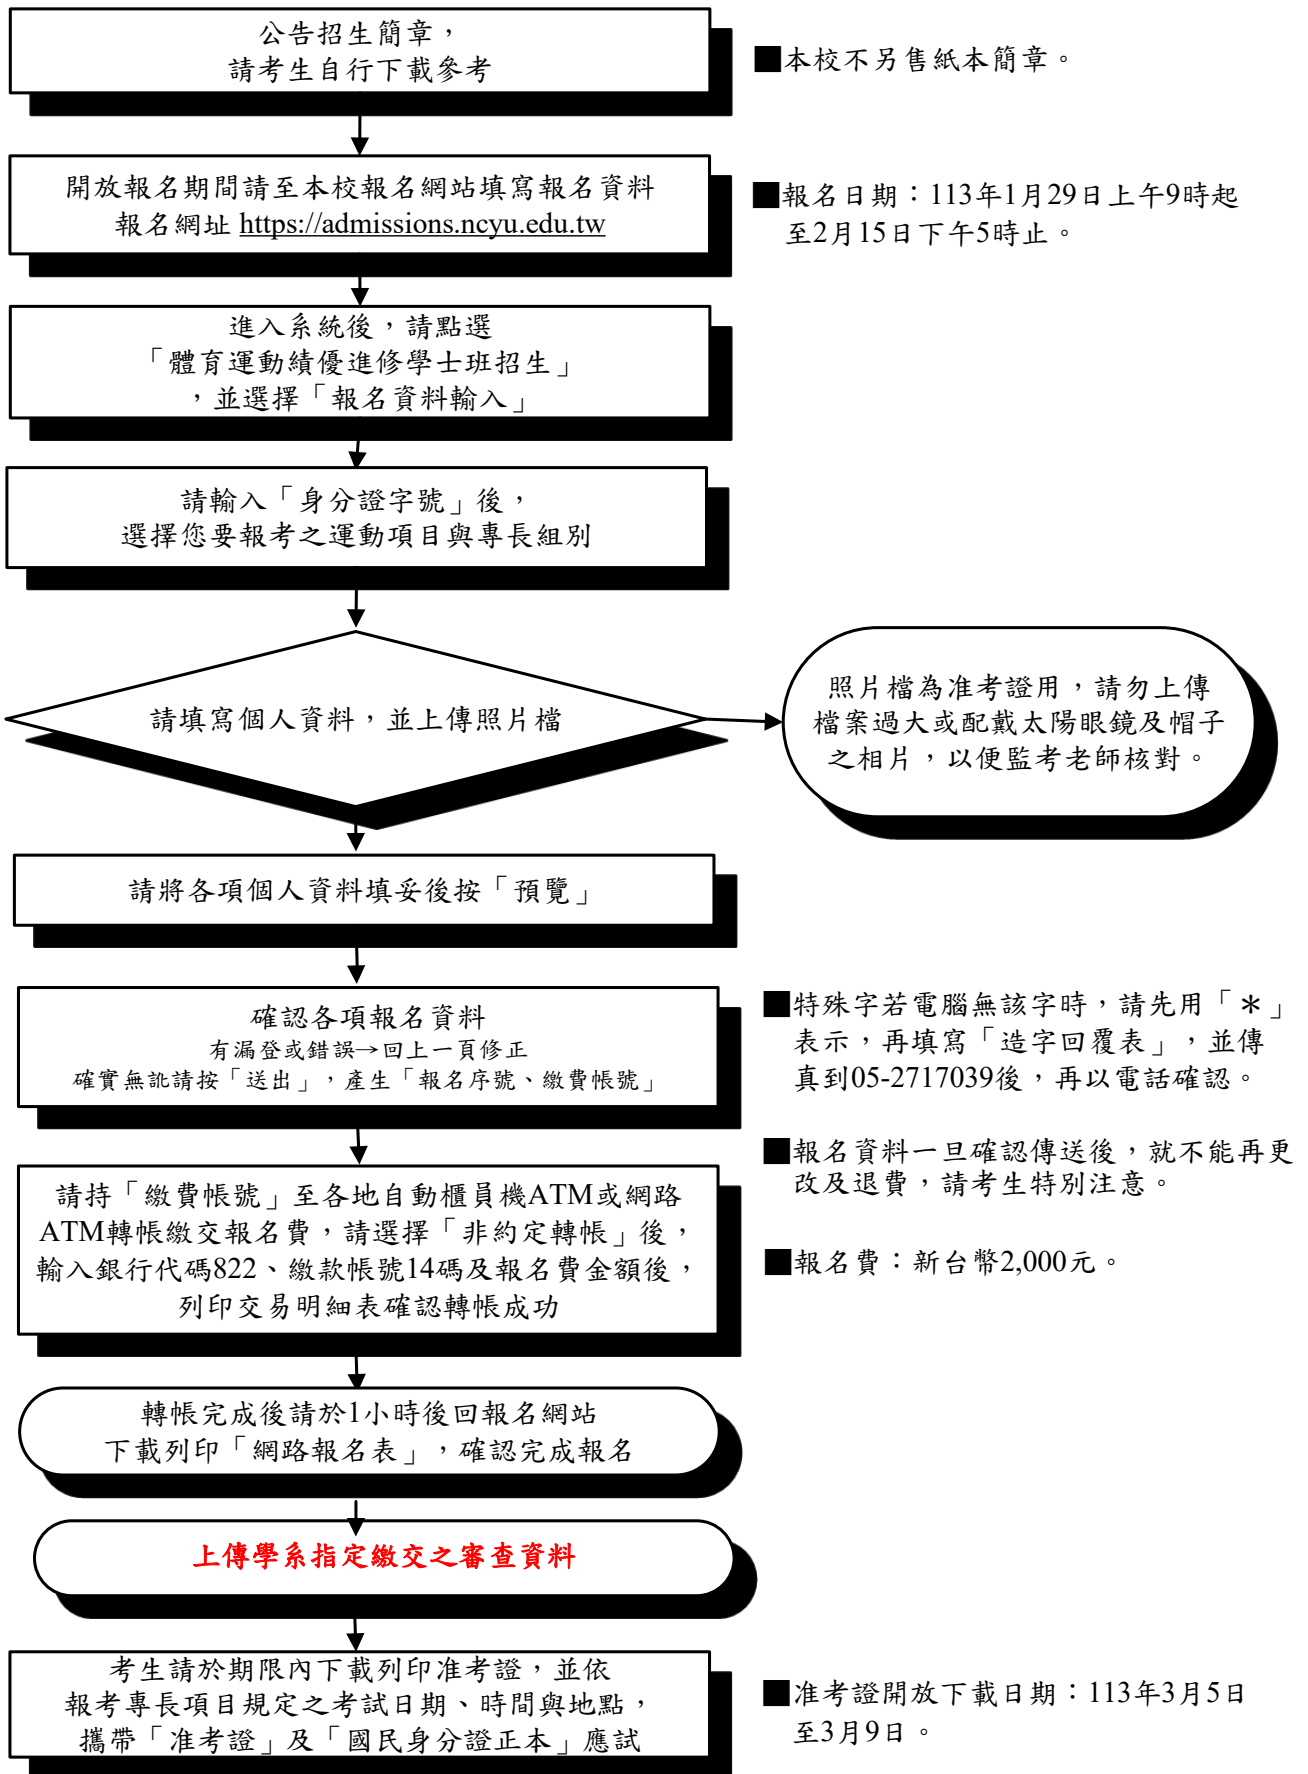 公告招生簡章，
請考生自行下載參考
■本校不另售紙本簡章。
開放報名期間請至本校報名網站填寫報名資料
報名網址 https://admissions.ncyu.edu.tw
■報名日期：113年1月29日上午9時起
至2月15日下午5時止。
進入系統後，請點選
「體育運動績優進修學士班招生」
，並選擇「報名資料輸入」
請輸入「身分證字號」後，
選擇您要報考之運動項目與專長組別
請填寫個人資料，並上傳照片檔
照片檔為准考證用，請勿上傳
檔案過大或配戴太陽眼鏡及帽子
之相片，以便監考老師核對。
請將各項個人資料填妥後按「預覽」
確認各項報名資料
有漏登或錯誤→回上一頁修正
確實無訛請按「送出」，產生「報名序號、繳費帳號」
■特殊字若電腦無該字時，請先用「＊」
表示，再填寫「造字回覆表」，並傳
真到05-2717039後，再以電話確認。
■報名資料一旦確認傳送後，就不能再更
改及退費，請考生特別注意。
請持「繳費帳號」至各地自動櫃員機ATM或網路
ATM轉帳繳交報名費，請選擇「非約定轉帳」後，
輸入銀行代碼822、繳款帳號14碼及報名費金額後，
列印交易明細表確認轉帳成功
■報名費：新台幣2,000元。
轉帳完成後請於1小時後回報名網站
下載列印「網路報名表」，確認完成報名
上傳學系指定繳交之審查資料
考生請於期限內下載列印准考證，並依
報考專長項目規定之考試日期、時間與地點，
攜帶「准考證」及「國民身分證正本」應試
■准考證開放下載日期：113年3月5日
至3月9日。